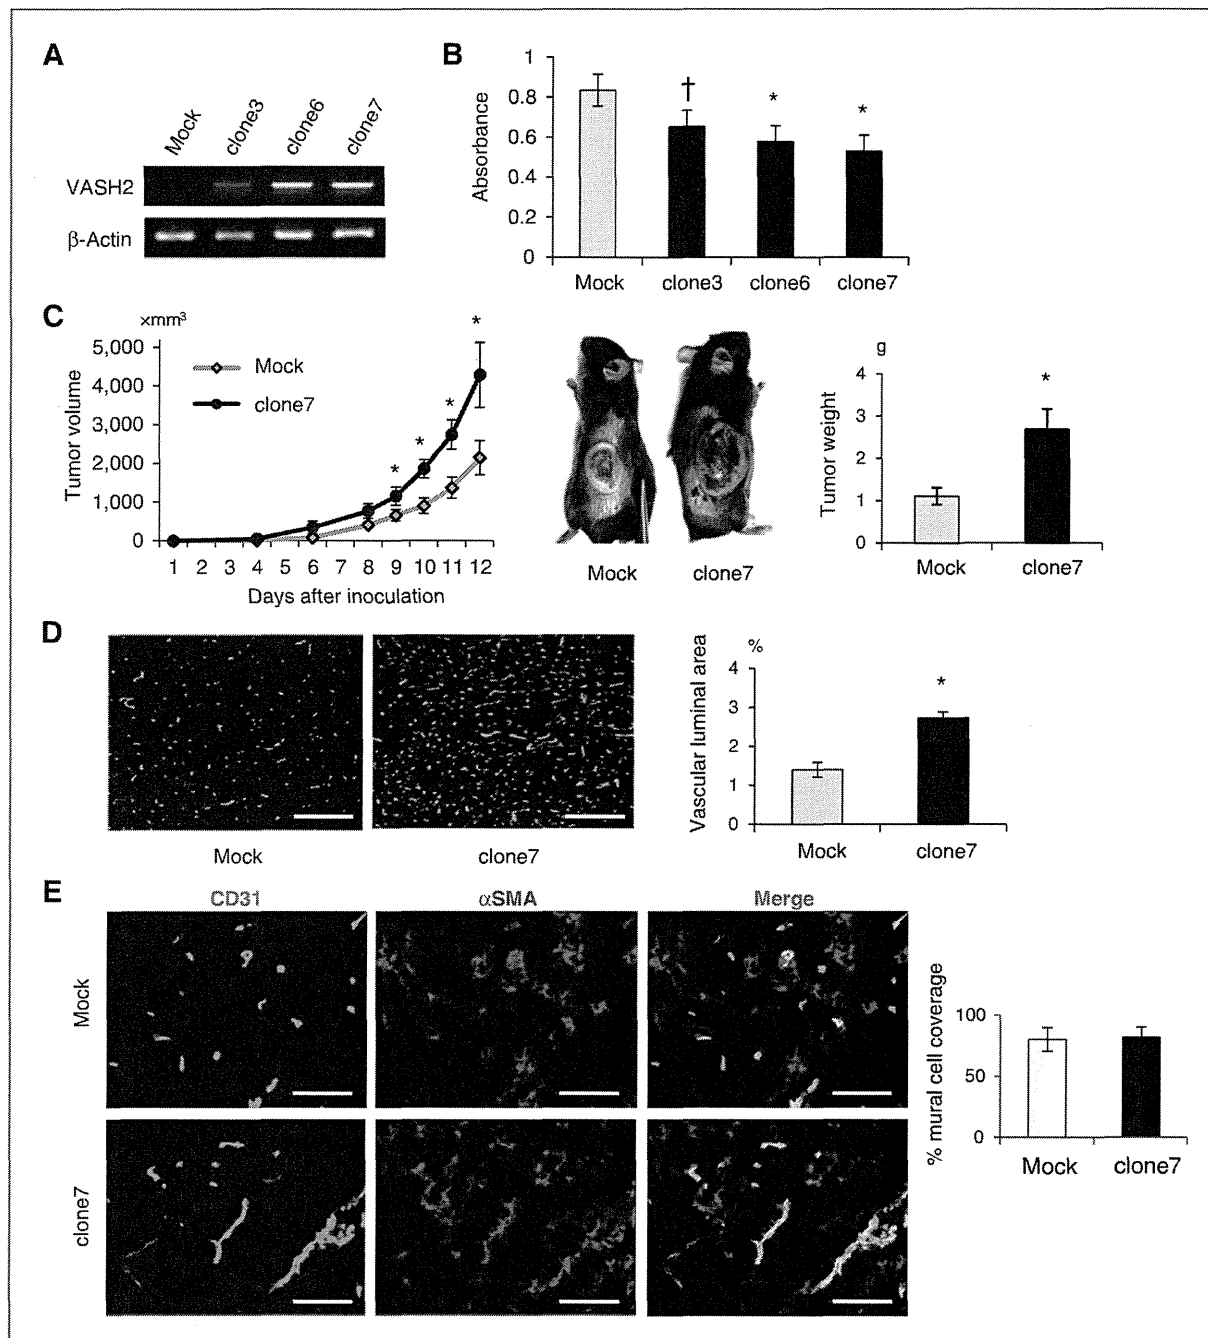 A
Mock
clone3
clone6
clone7
VASH2
β-Actin
B
Absorbance
1
0.8
0.6
0.4
0.2
0
†
*
*
Mock
clone3
clone6
clone7
C
×mm³
Tumor volume
5,000
4,000
3,000
2,000
1,000
0
Mock
clone7
*
*
*
*
1 2 3 4 5 6 7 8 9 10 11 12
Days after inoculation
Mock
clone7
g
Tumor weight
4
3
2
1
0
*
Mock
clone7
D
Mock
clone7
%
Vascular luminal area
4
3
2
1
0
*
Mock
clone7
E
CD31
αSMA
Merge
Mock
clone7
% mural cell coverage
100
50
0
Mock
clone7